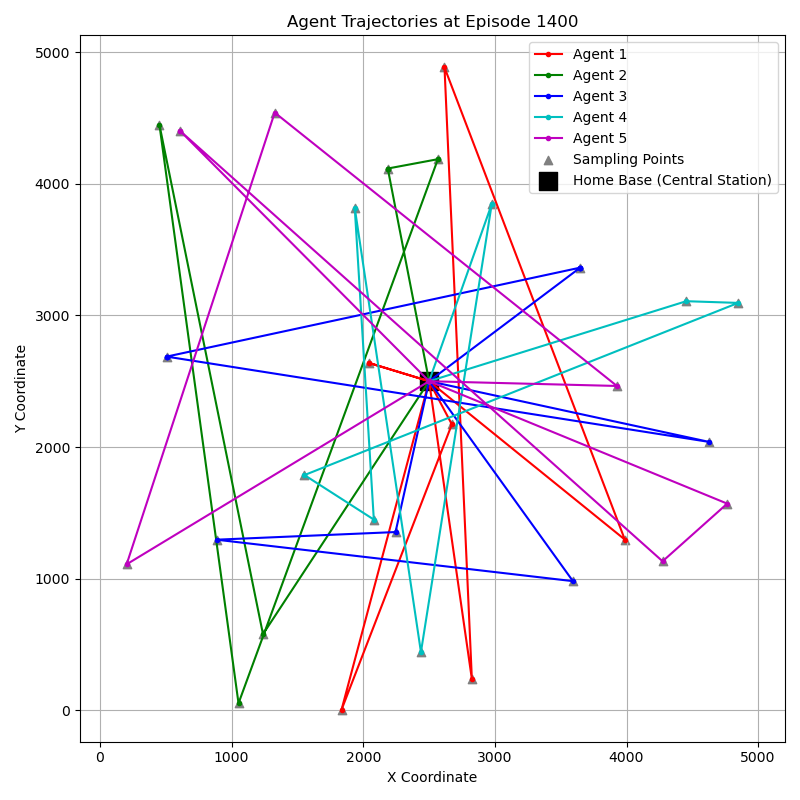 Agent Trajectories at Episode 1400
Y Coordinate
5000
4000
3000
2000
1000
0
Agent 1
Agent 2
Agent 3
Agent 4
Agent 5
Sampling Points
Home Base (Central Station)
0 1000 2000 3000 4000 5000
X Coordinate